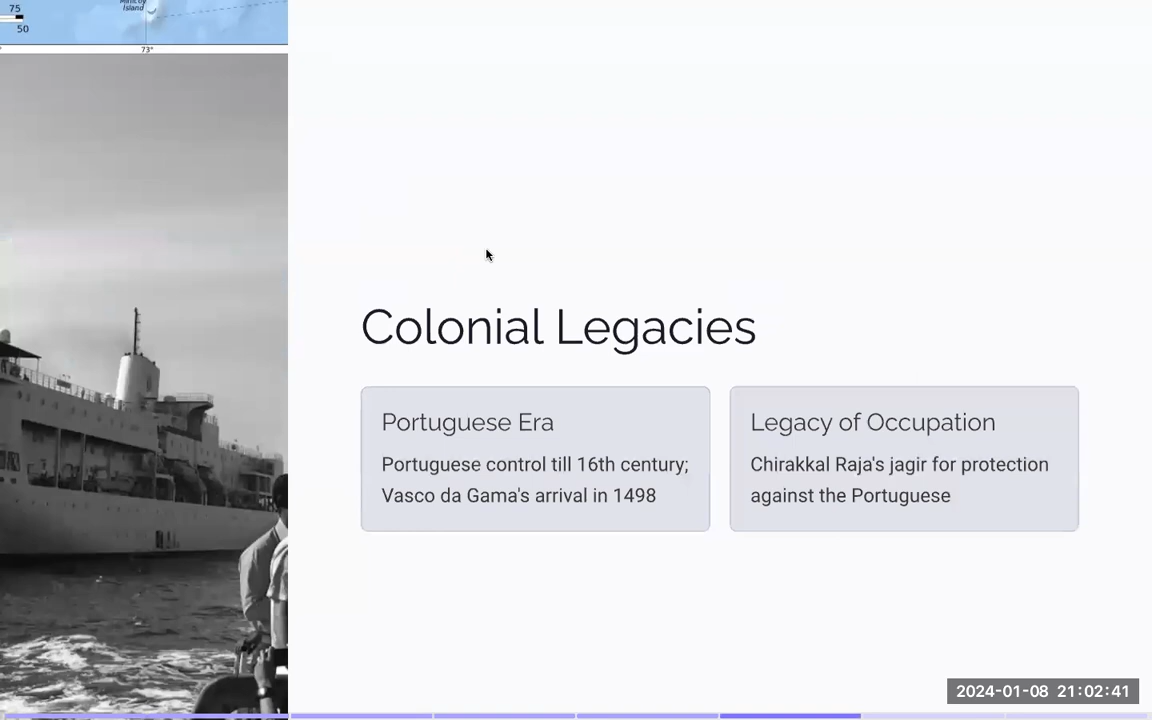 75
50
Island
73°
Colonial Legacies
Portuguese Era
Portuguese control till 16th century;
Vasco da Gama's arrival in 1498
Legacy of Occupation
Chirakkal Raja's jagir for protection
against the Portuguese
2024-01-08 21:02:41